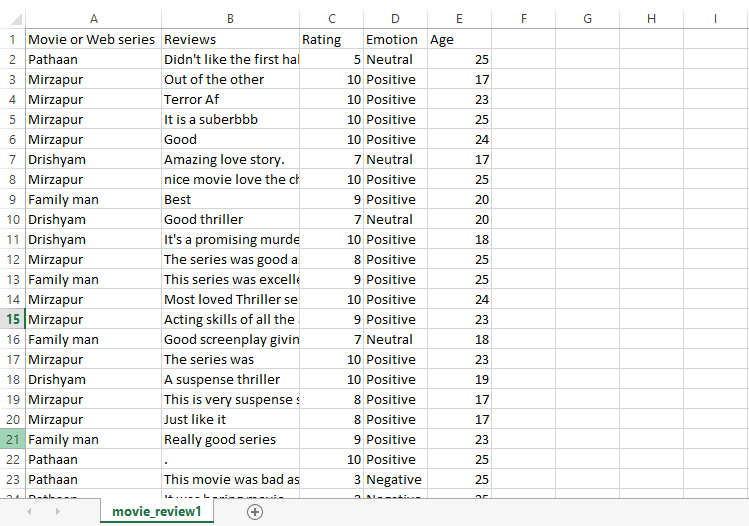 A B C D E F G H I
1 Movie or Web series Reviews Rating Emotion Age
2 Pathaan Didn't like the first hal 5 Neutral 25
3 Mirzapur Out of the other 10 Positive 17
4 Mirzapur Terror Af 10 Positive 23
5 Mirzapur It is a suberbbb 10 Positive 25
6 Mirzapur Good 10 Positive 24
7 Drishyam Amazing love story. 7 Neutral 17
8 Mirzapur nice movie love the ch 10 Positive 25
9 Family man Best 9 Positive 20
10 Drishyam Good thriller 7 Neutral 20
11 Drishyam It's a promising murde 10 Positive 18
12 Mirzapur The series was good a 8 Positive 25
13 Family man This series was excelle 9 Positive 25
14 Mirzapur Most loved Thriller se 10 Positive 24
15 Mirzapur Acting skills of all the 9 Positive 23
16 Family man Good screenplay givin 7 Neutral 18
17 Mirzapur The series was 10 Positive 23
18 Drishyam A suspense thriller 10 Positive 19
19 Mirzapur This is very suspense s 8 Positive 17
20 Mirzapur Just like it 8 Positive 17
21 Family man Really good series 9 Positive 23
22 Pathaan . 10 Positive 25
23 Pathaan This movie was bad as 3 Negative 25
movie_review1